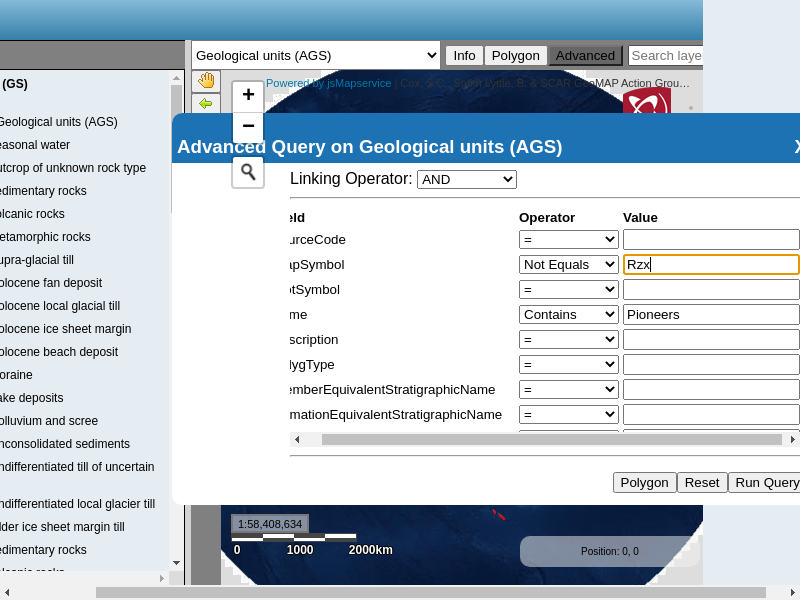 Geological units (AGS) Info Polygon Advanced Search laye
(GS)
Powered by jsMapservice | Cox, S.C., Smith Lyttle, B. & SCAR GeoMAP Action Grou…
Geological units (AGS)
easonal water
utcrop of unknown rock type
edimentary rocks
olcanic rocks
etamorphic rocks
upra-glacial till
olocene fan deposit
olocene local glacial till
olocene ice sheet margin
olocene beach deposit
oraine
ake deposits
olluvium and scree
nconsolidated sediments
ndifferentiated till of uncertain
ndifferentiated local glacier till
lder ice sheet margin till
edimentary rocks
+
−
Advanced Query on Geological units (AGS) X
Linking Operator: AND
eld Operator Value
urceCode =
apSymbol Not Equals Rzx
otSymbol =
me Contains Pioneers
scription =
lygType =
emberEquivalentStratigraphicName =
rmationEquivalentStratigraphicName =
Polygon Reset Run Query
1:58,408,634
0 1000 2000km
Position: 0, 0